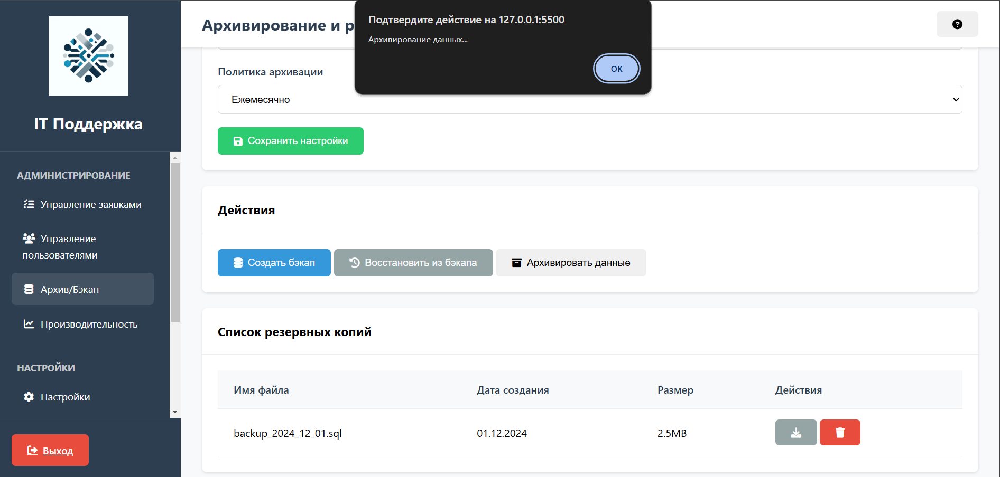 IT Поддержка
АДМИНИСТРИРОВАНИЕ
Управление заявками
Управление
пользователями
Архив/Бэкап
Производительность
НАСТРОЙКИ
Настройки
Выход
Архивирование и р
Подтвердите действие на 127.0.0.1:5500
Архивирование данных...
ОК
Политика архивации
Ежемесячно
Сохранить настройки
Действия
Создать бэкап
Восстановить из бэкапа
Архивировать данные
Список резервных копий
Имя файла Дата создания Размер Действия
backup_2024_12_01.sql 01.12.2024 2.5MB